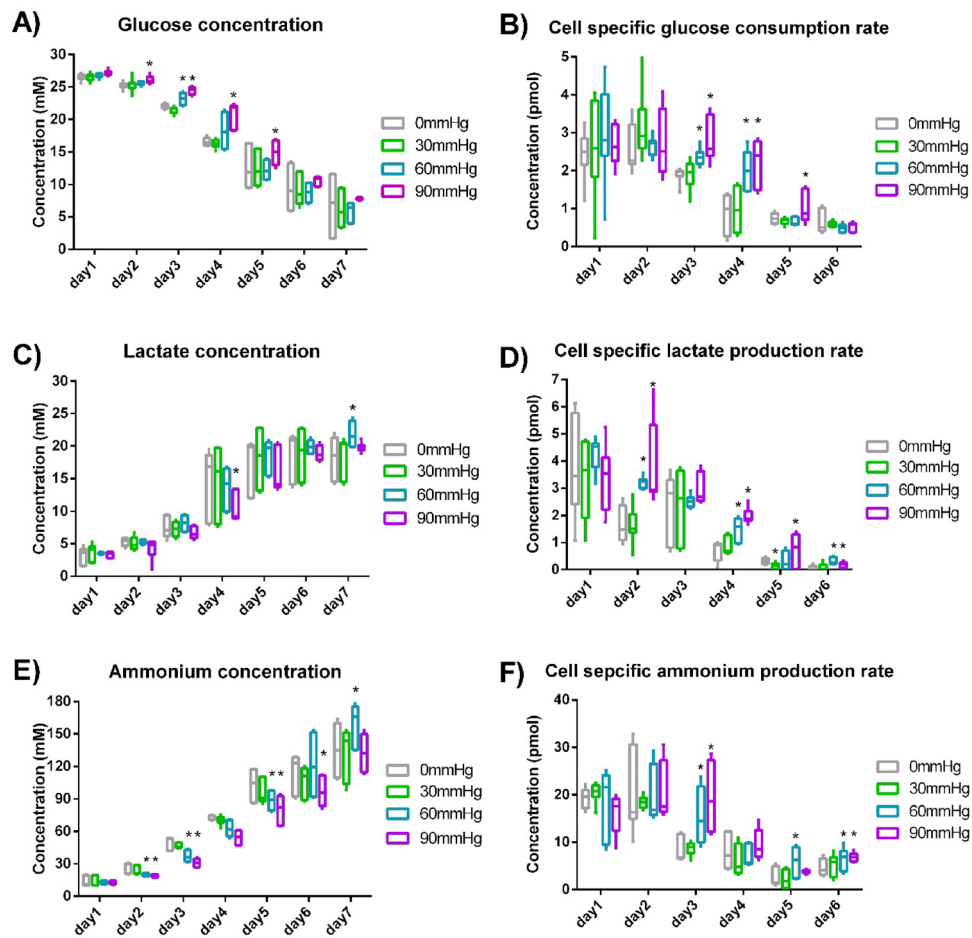 A)
Glucose concentration
Concentration (mM)
30
25
20
15
10
5
0
* * * * * *
day1 day2 day3 day4 day5 day6 day7
0mmHg
30mmHg
60mmHg
90mmHg
B)
Cell specific glucose consumption rate
Concentration (pmol)
5
4
3
2
1
0
* * * * *
day1 day2 day3 day4 day5 day6
0mmHg
30mmHg
60mmHg
90mmHg
C)
Lactate concentration
Concentration (mM)
30
25
20
15
10
5
0
* *
day1 day2 day3 day4 day5 day6 day7
0mmHg
30mmHg
60mmHg
90mmHg
D)
Cell specific lactate production rate
Concentration (pmol)
7
6
5
4
3
2
1
0
* * * * * * * *
day1 day2 day3 day4 day5 day6
0mmHg
30mmHg
60mmHg
90mmHg
E)
Ammonium concentration
Concentration (mM)
180
150
120
90
60
30
0
* * * * * * * *
day1 day2 day3 day4 day5 day6 day7
0mmHg
30mmHg
60mmHg
90mmHg
F)
Cell sepcific ammonium production rate
Concentration (pmol)
40
30
20
10
0
* * * * *
day1 day2 day3 day4 day5 day6
0mmHg
30mmHg
60mmHg
90mmHg